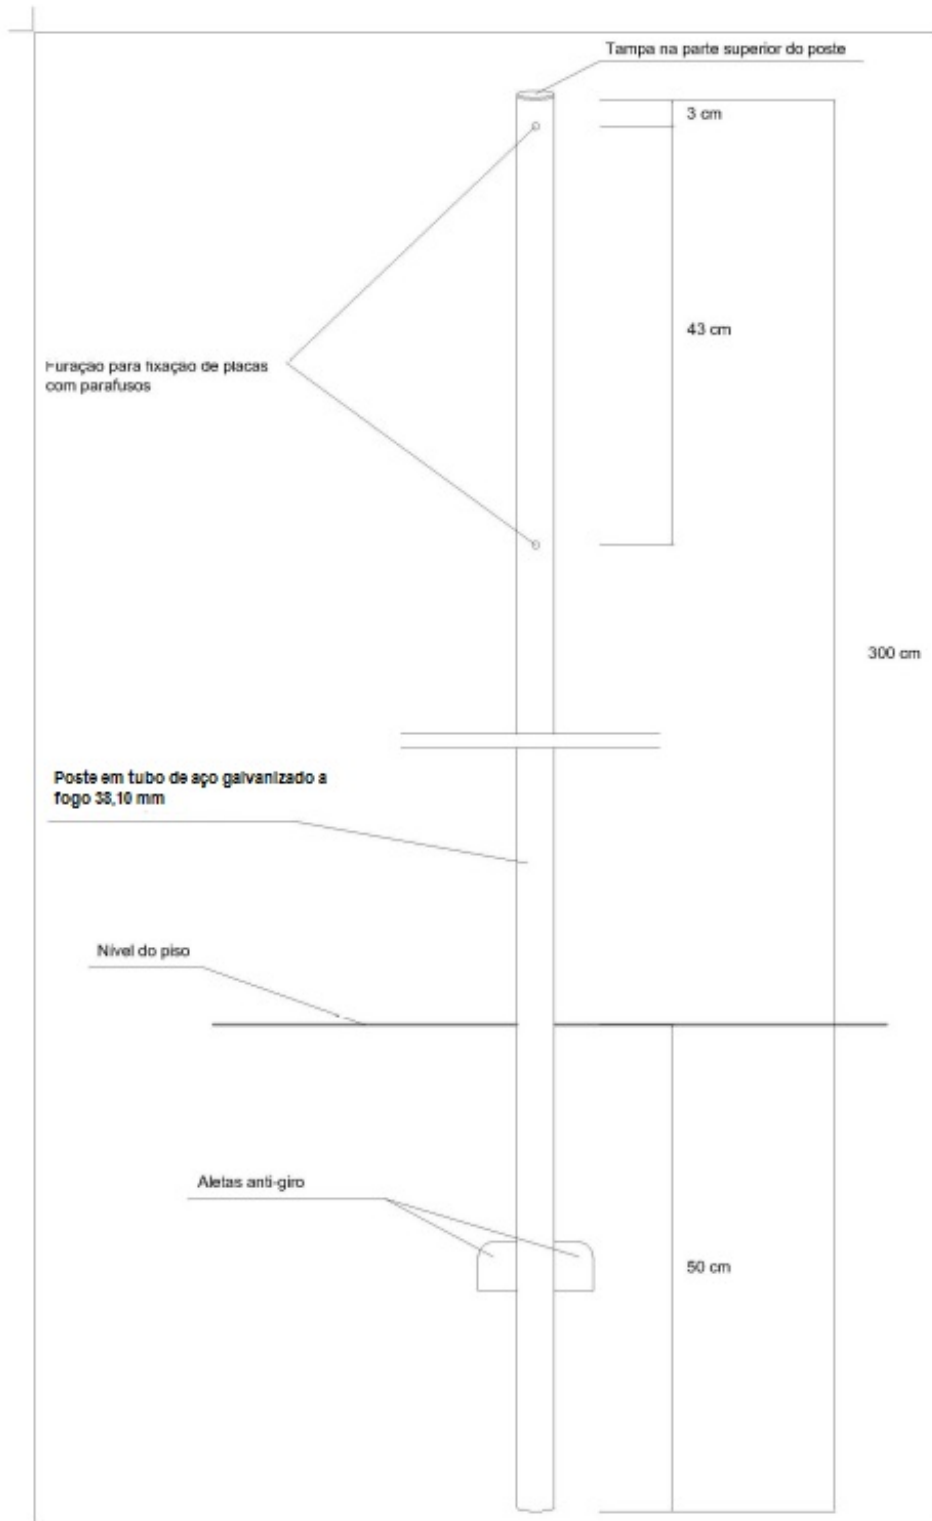 Tampa na parte superior do poste
3 cm
43 cm
Furação para fixação de placas
com parafusos
300 cm
Poste em tubo de aço galvanizado a
fogo 38,10 mm
Nível do piso
Aletas anti-giro
50 cm